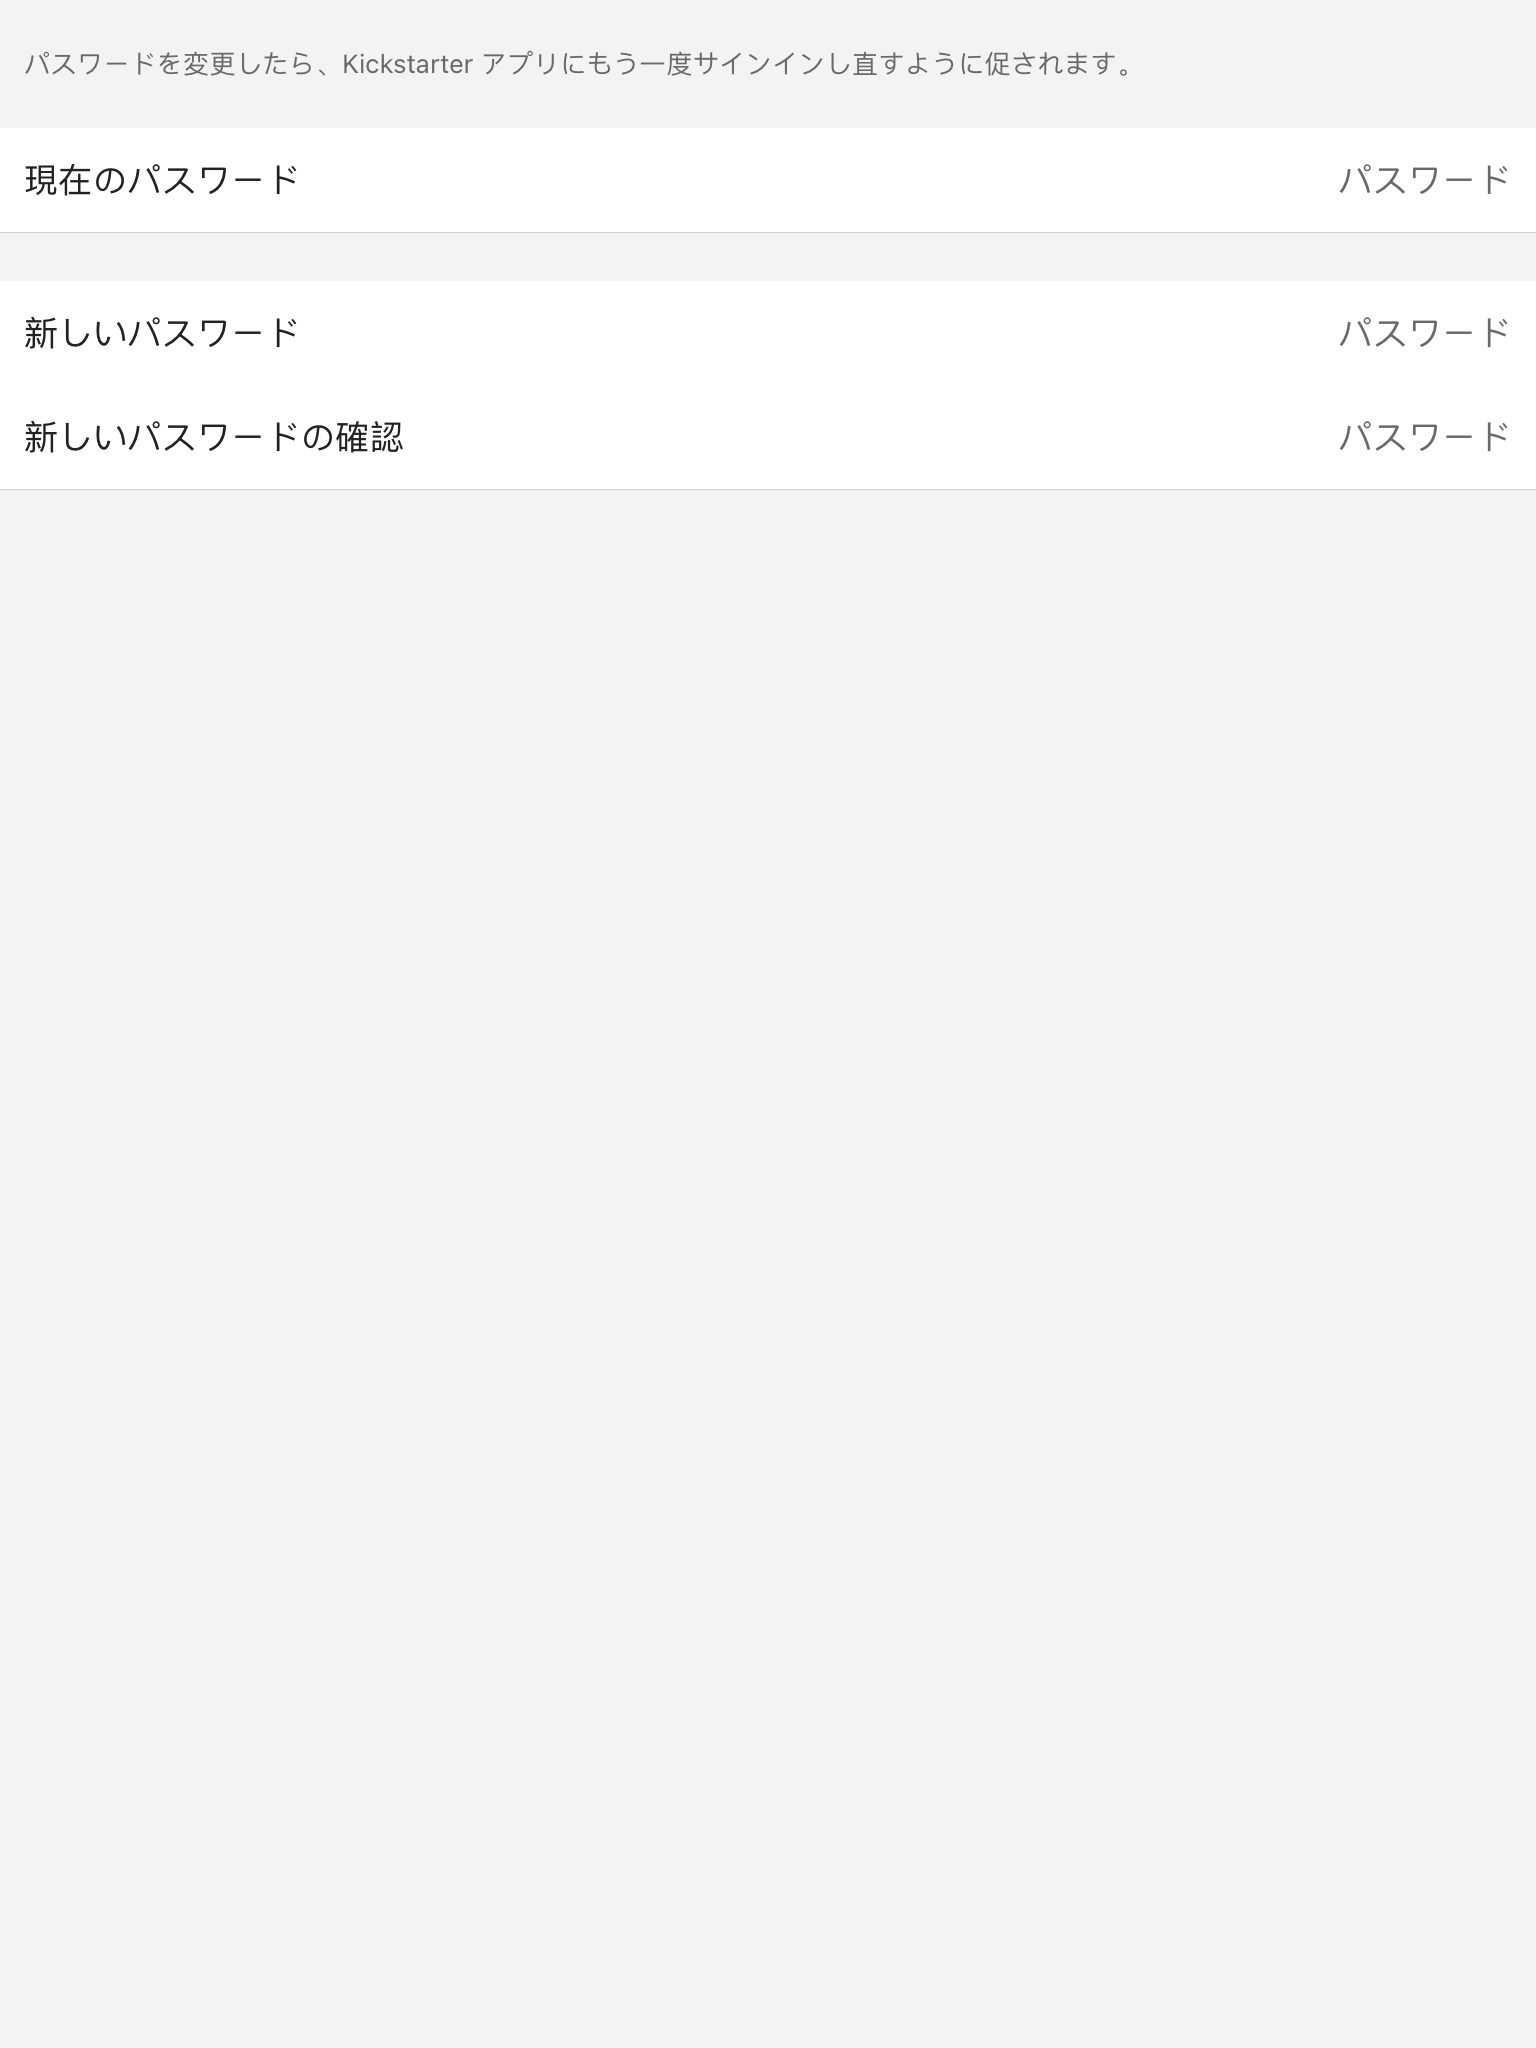 パスワードを変更したら、Kickstarter アプリにもう一度サインインし直すように促されます。
現在のパスワード パスワード
新しいパスワード パスワード
新しいパスワードの確認 パスワード